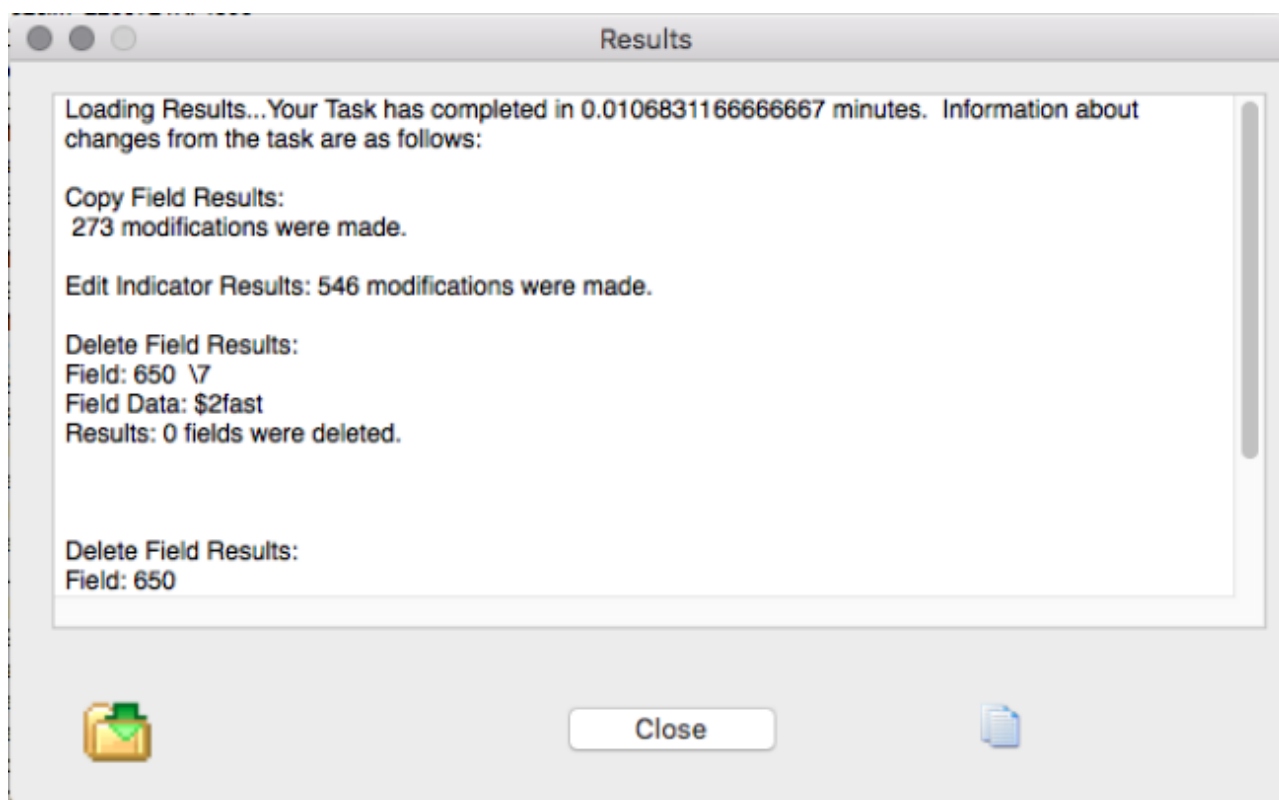 Results
Loading Results...Your Task has completed in 0.0106831166666667 minutes.  Information about
changes from the task are as follows:
Copy Field Results:
273 modifications were made.
Edit Indicator Results: 546 modifications were made.
Delete Field Results:
Field: 650  \7
Field Data: $2fast
Results: 0 fields were deleted.
Delete Field Results:
Field: 650
Close